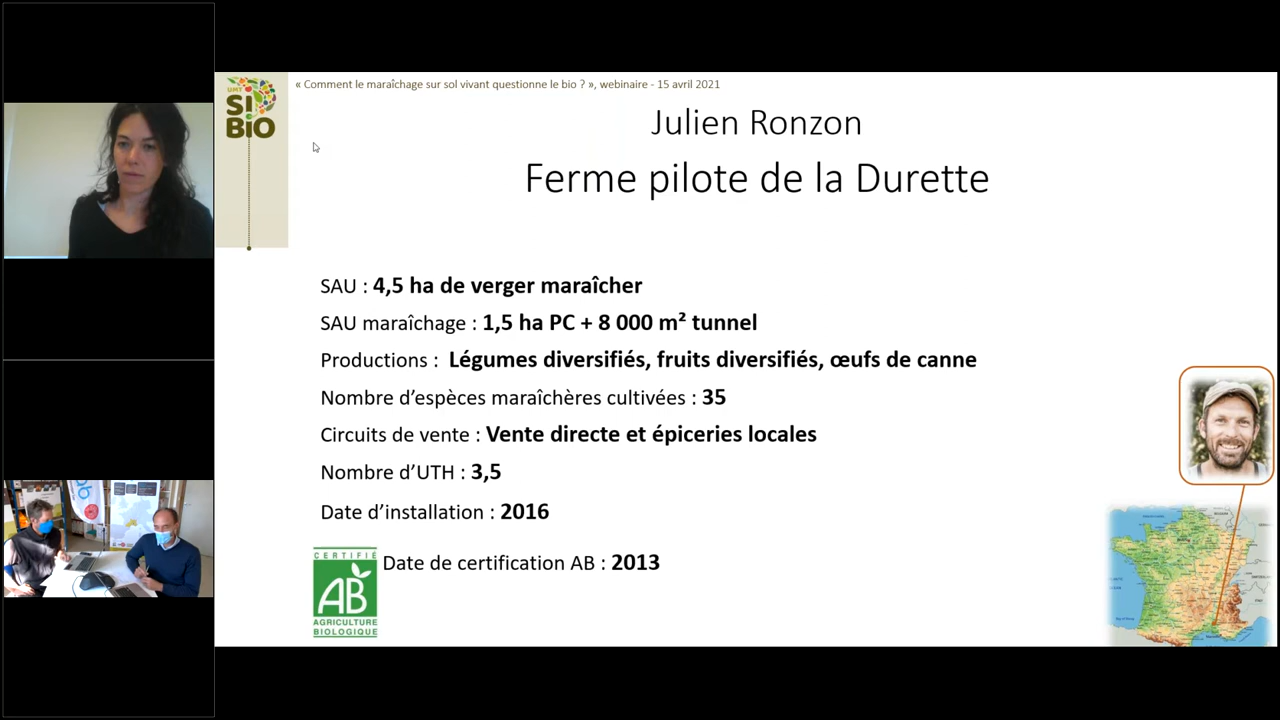 « Comment le maraîchage sur sol vivant questionne le bio ? », webinaire - 15 avril 2021
UMT
SI
BIO
Julien Ronzon
Ferme pilote de la Durette
SAU : 4,5 ha de verger maraîcher
SAU maraîchage : 1,5 ha PC + 8 000 m² tunnel
Productions : Légumes diversifiés, fruits diversifiés, œufs de canne
Nombre d’espèces maraîchères cultivées : 35
Circuits de vente : Vente directe et épiceries locales
Nombre d’UTH : 3,5
Date d’installation : 2016
CERTIFIÉ
AB
AGRICULTURE
BIOLOGIQUE
Date de certification AB : 2013